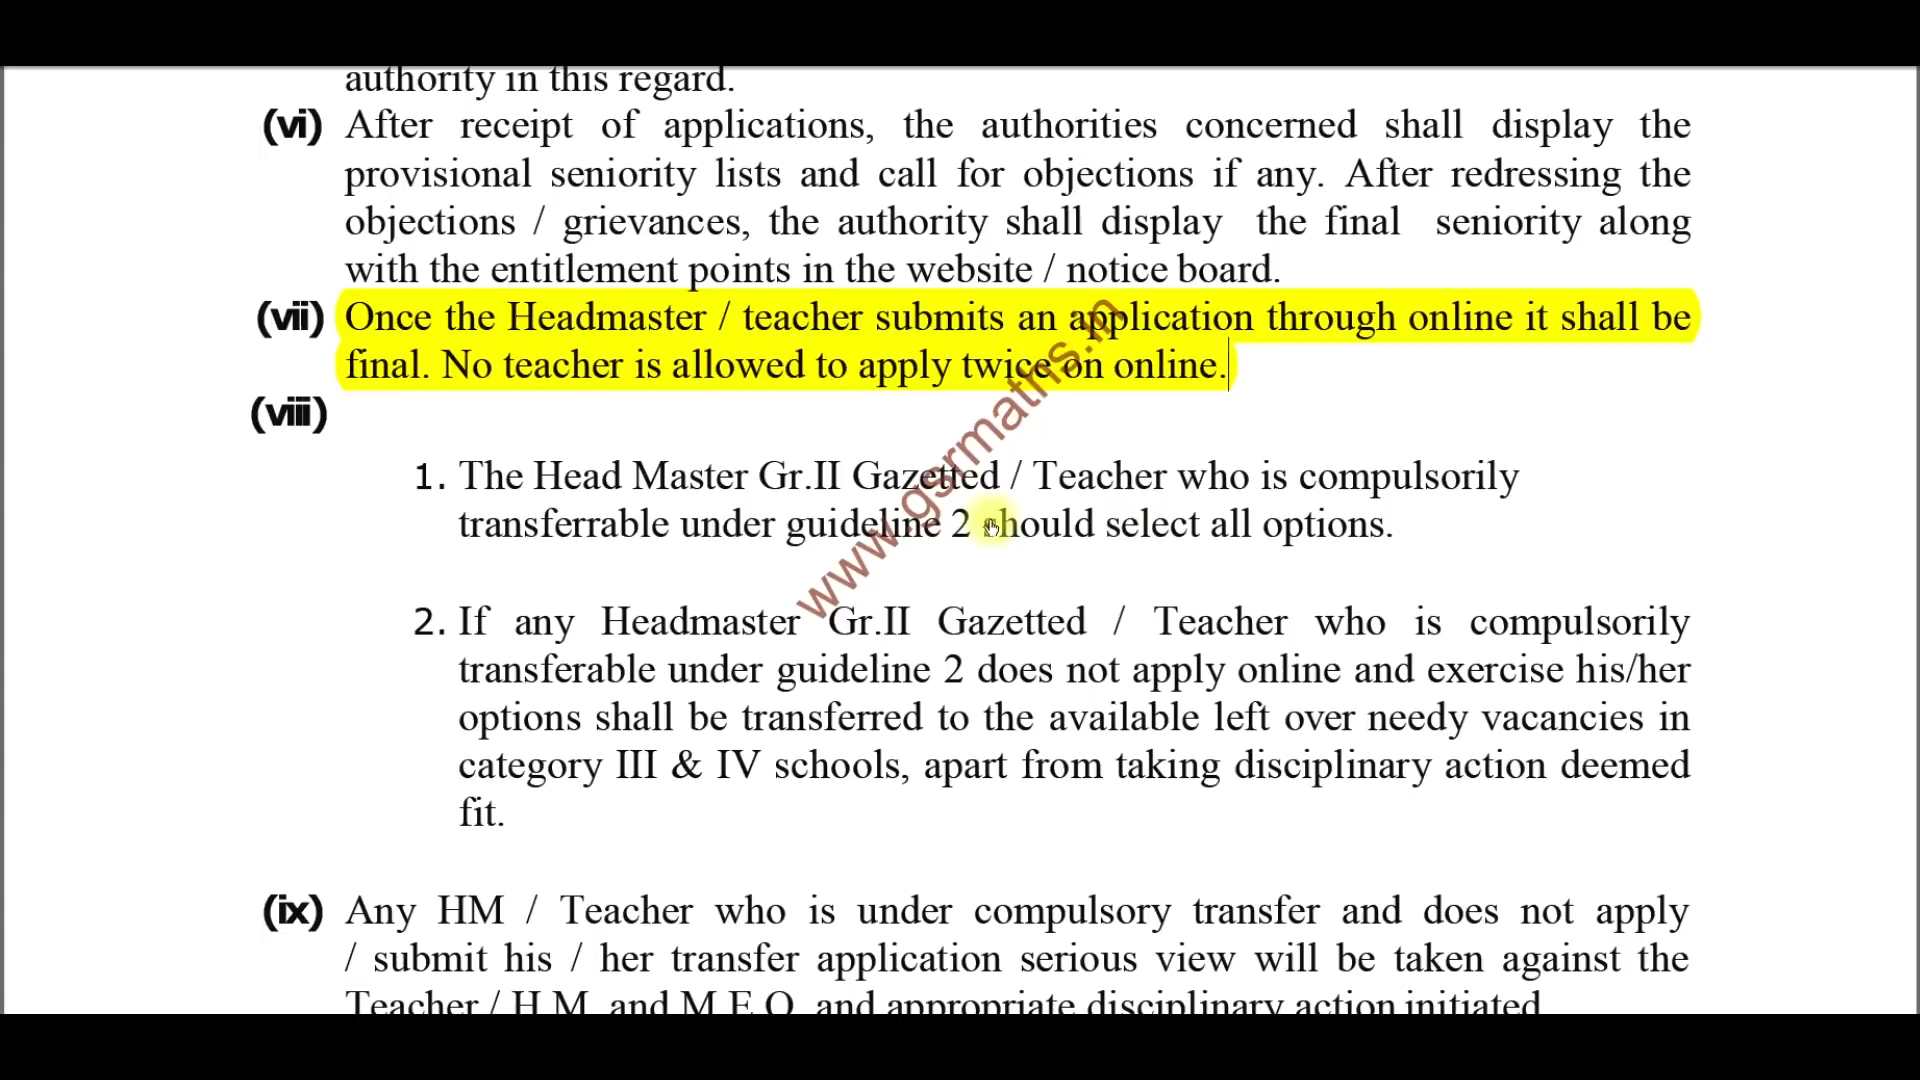 authority in this regard.
(vi) After receipt of applications, the authorities concerned shall display the
provisional seniority lists and call for objections if any. After redressing the
objections / grievances, the authority shall display the final seniority along
with the entitlement points in the website / notice board.
(vii) Once the Headmaster / teacher submits an application through online it shall be
final. No teacher is allowed to apply twice on online.
(viii)
1. The Head Master Gr.II Gazetted / Teacher who is compulsorily
transferrable under guideline 2 should select all options.
2. If any Headmaster Gr.II Gazetted / Teacher who is compulsorily
transferable under guideline 2 does not apply online and exercise his/her
options shall be transferred to the available left over needy vacancies in
category III & IV schools, apart from taking disciplinary action deemed
fit.
(ix) Any HM / Teacher who is under compulsory transfer and does not apply
/ submit his / her transfer application serious view will be taken against the
Teacher / H.M. and M.E.O. and appropriate disciplinary action initiated
www.gsrmaths.in